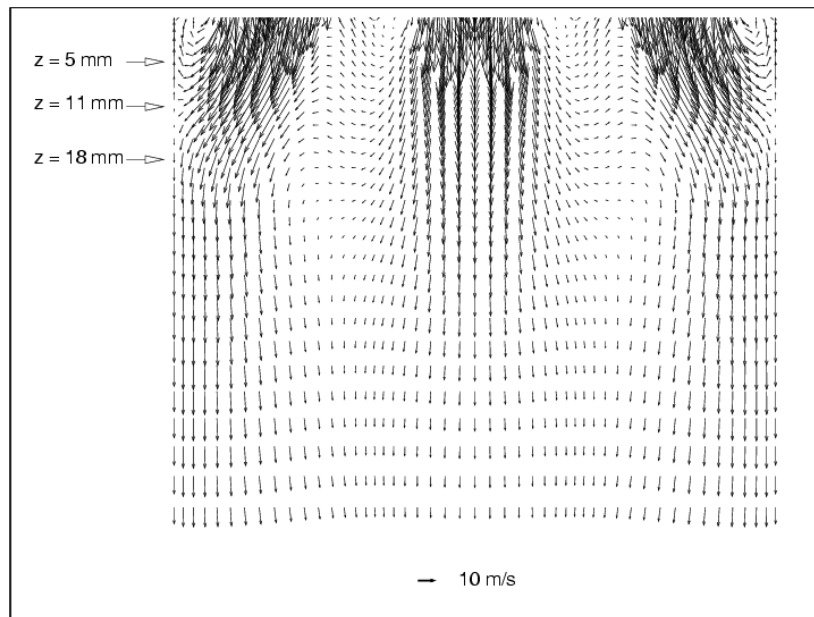 z = 5 mm
z = 11 mm
z = 18 mm
10 m/s